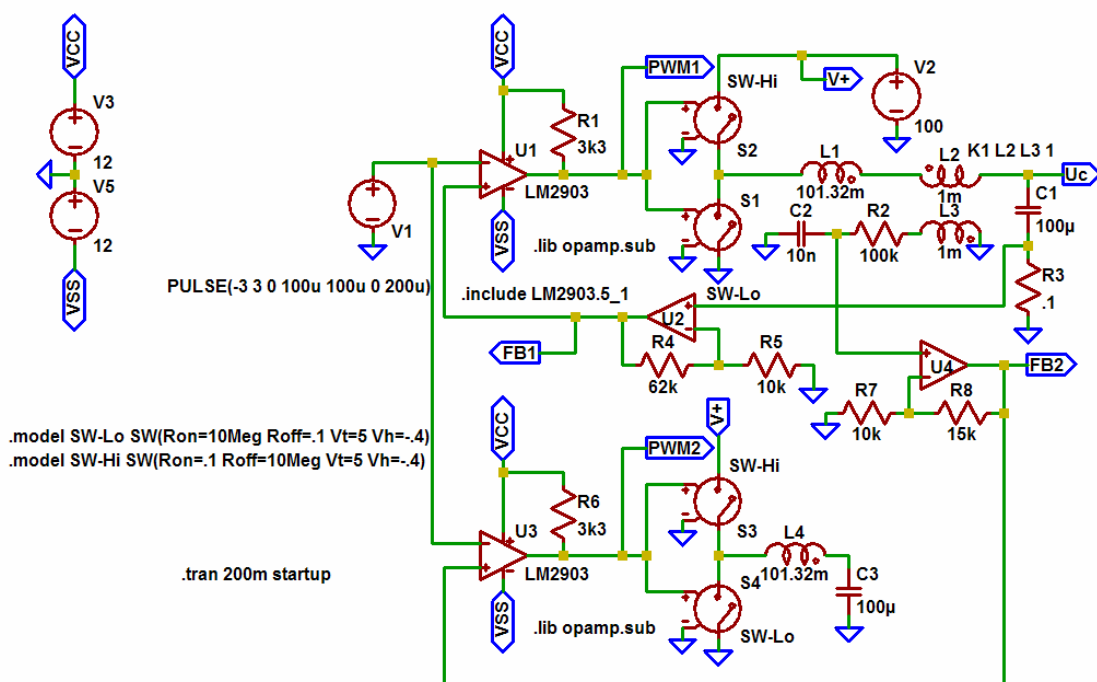 VCC
VCC
PWM1
SW-Hi
V2
V+
100
V3
12
R1
3k3
U1
LM2903
S2
L1
101.32m
L2
K1 L2 L3 1
1m
Uc
V5
12
V1
VSS
S1
.lib opamp.sub
C2
10n
R2
100k
L3
1m
C1
100µ
VSS
PULSE(-3 3 0 100u 100u 0 200u)
.include LM2903.5_1
SW-Lo
R3
.1
U2
FB1
R4
62k
R5
10k
U4
FB2
R7
10k
R8
15k
VCC
V+
.model SW-Lo SW(Ron=10Meg Roff=.1 Vt=5 Vh=-.4)
.model SW-Hi SW(Ron=.1 Roff=10Meg Vt=5 Vh=-.4)
PWM2
SW-Hi
R6
3k3
S3
U3
LM2903
L4
101.32m
.tran 200m startup
S4
C3
100µ
VSS
.lib opamp.sub
SW-Lo